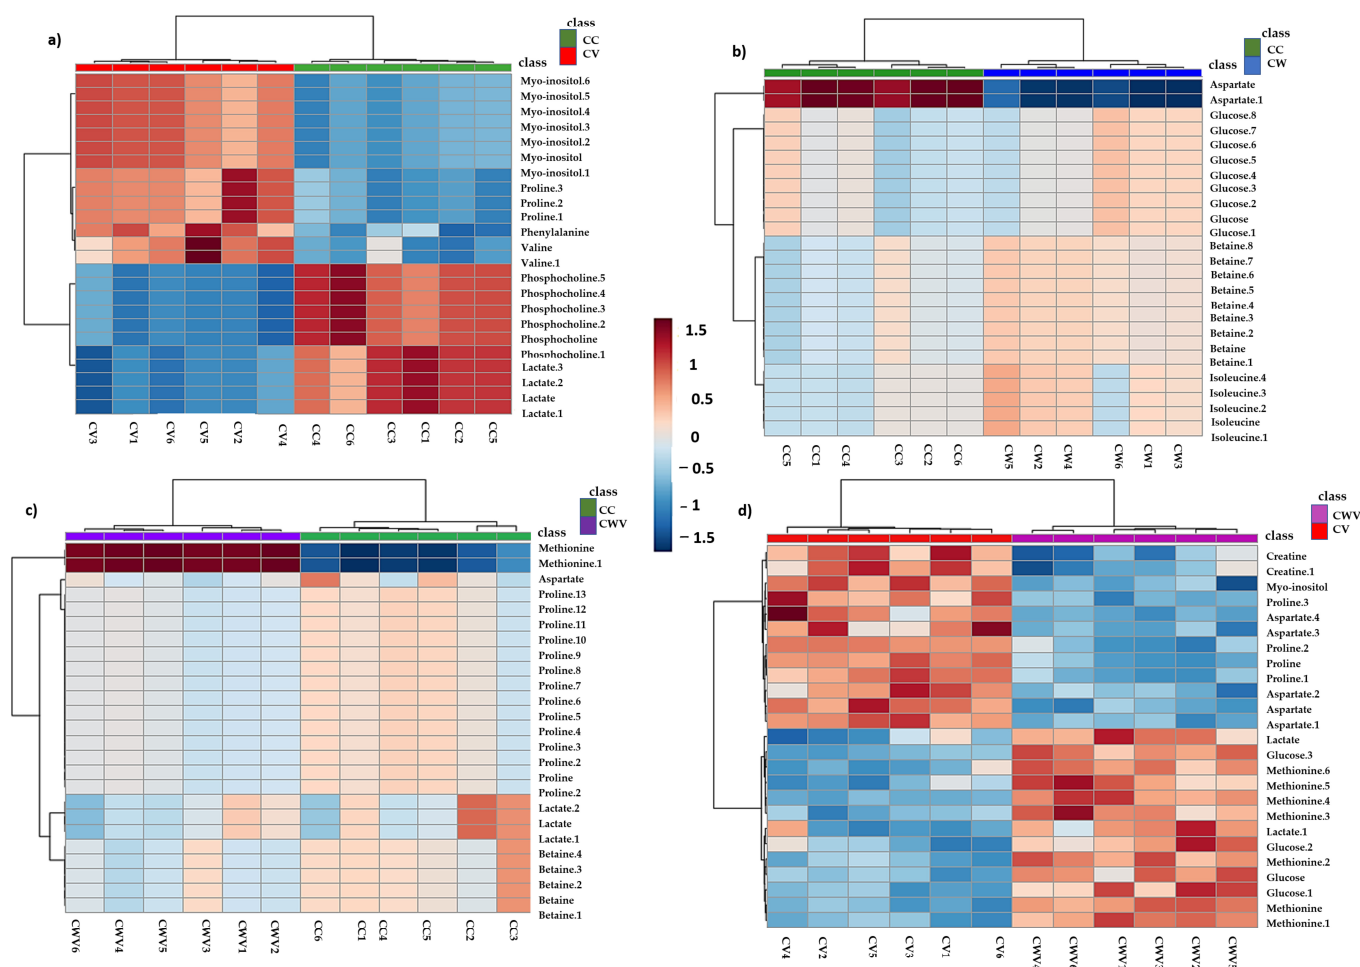 a)
class
CC
CV
class
Myo-inositol.6
Myo-inositol.5
Myo-inositol.4
Myo-inositol.3
Myo-inositol.2
Myo-inositol
Myo-inositol.1
Proline.3
Proline.2
Proline.1
Phenylalanine
Valine
Valine.1
Phosphocholine.5
Phosphocholine.4
Phosphocholine.3
Phosphocholine.2
Phosphocholine
Phosphocholine.1
Lactate.3
Lactate.2
Lactate
Lactate.1
CV3 CV1 CV6 CV5 CV2 CV4 CC4 CC6 CC3 CC1 CC2 CC5
b)
class
CC
CW
class
Aspartate
Aspartate.1
Glucose.8
Glucose.7
Glucose.6
Glucose.5
Glucose.4
Glucose.3
Glucose.2
Glucose
Glucose.1
Betaine.8
Betaine.7
Betaine.6
Betaine.5
Betaine.4
Betaine.3
Betaine.2
Betaine
Betaine.1
Isoleucine.4
Isoleucine.3
Isoleucine.2
Isoleucine
Isoleucine.1
CC5 CC1 CC4 CC3 CC2 CC6 CW5 CW2 CW4 CW6 CW1 CW3
1.5
1
0.5
0
– 0.5
– 1
– 1.5
c)
class
CC
CWV
class
Methionine
Methionine.1
Aspartate
Proline.13
Proline.12
Proline.11
Proline.10
Proline.9
Proline.8
Proline.7
Proline.6
Proline.5
Proline.4
Proline.3
Proline.2
Proline
Proline.2
Lactate.2
Lactate
Lactate.1
Betaine.4
Betaine.3
Betaine.2
Betaine
Betaine.1
CWV6 CWV4 CWV5 CWV3 CWV1 CWV2 CC6 CC1 CC4 CC5 CC2 CC3
d)
class
CWV
CV
class
Creatine
Creatine.1
Myo-inositol
Proline.3
Aspartate.4
Aspartate.3
Proline.2
Proline
Proline.1
Aspartate.2
Aspartate
Aspartate.1
Lactate
Glucose.3
Methionine.6
Methionine.5
Methionine.4
Methionine.3
Lactate.1
Glucose.2
Methionine.2
Glucose
Glucose.1
Methionine
Methionine.1
CV4 CV2 CV5 CV3 CV1 CV6